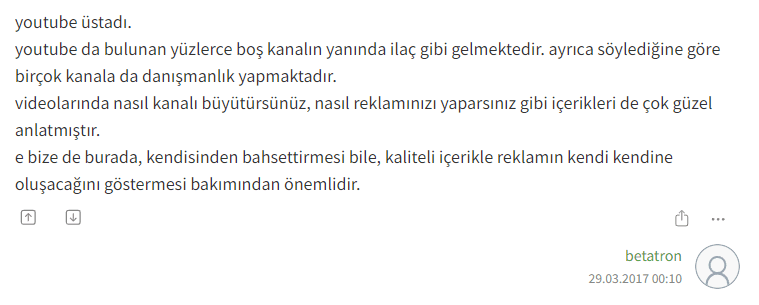 youtube üstadı.
youtube da bulunan yüzlerce boş kanalın yanında ilaç gibi gelmektedir. ayrıca söylediğine göre
birçok kanala da danışmanlık yapmaktadır.
videolarında nasıl kanalı büyütürsünüz, nasıl reklamınızı yaparsınız gibi içerikleri de çok güzel
anlatmıştır.
e bize de burada, kendisinden bahsettirmesi bile, kaliteli içerikle reklamın kendi kendine
oluşacağını göstermesi bakımından önemlidir.
betatron
29.03.2017 00:10